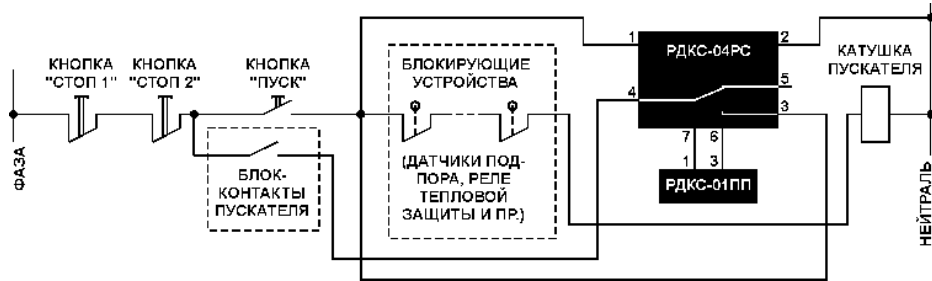 КНОПКА
"СТОП 1"
КНОПКА
"СТОП 2"
КНОПКА
"ПУСК"
БЛОКИРУЮЩИЕ
УСТРОЙСТВА
(ДАТЧИКИ ПОД-
ПОРА, РЕЛЕ
ТЕПЛОВОЙ
ЗАЩИТЫ И ПР.)
БЛОК-
КОНТАКТЫ
ПУСКАТЕЛЯ
1
РДКС-04РС
2
4
5
3
7
6
1
3
РДКС-01ПП
КАТУШКА
ПУСКАТЕЛЯ
ФАЗА
НЕЙТРАЛЬ